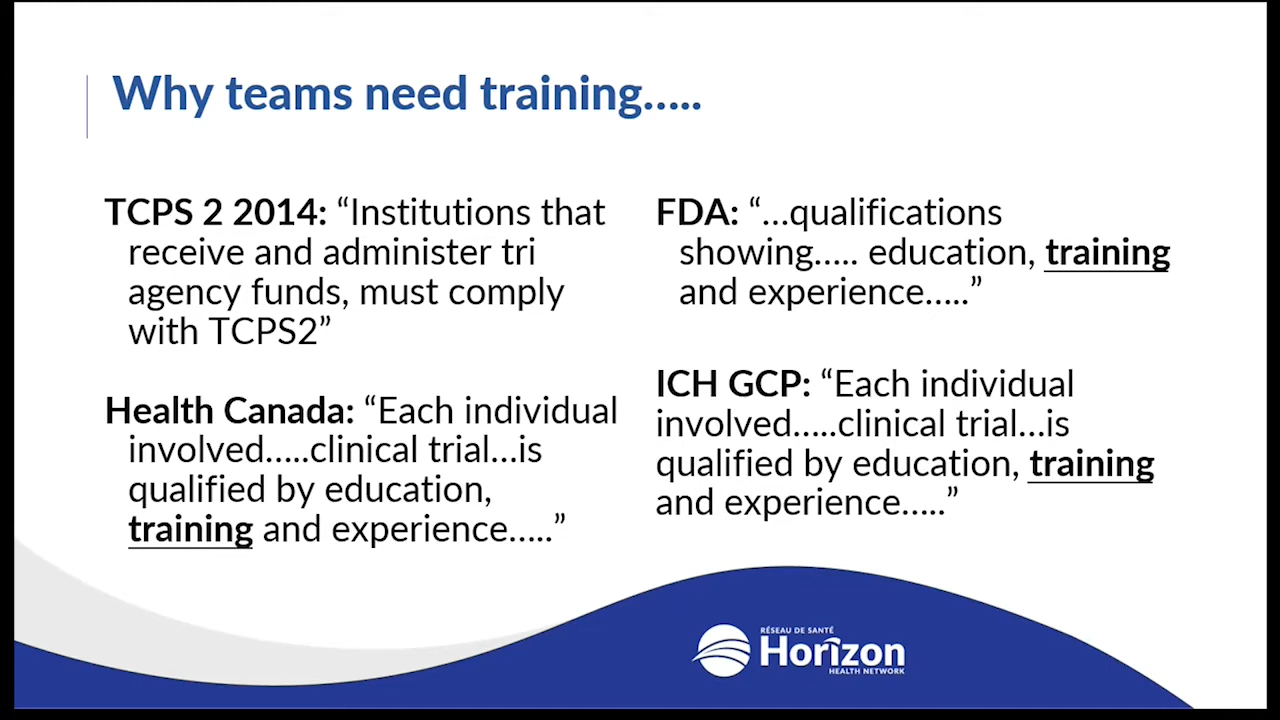 Why teams need training…..
TCPS 2 2014: “Institutions that
receive and administer tri
agency funds, must comply
with TCPS2”
Health Canada: “Each individual
involved…..clinical trial…is
qualified by education,
training and experience…..”
FDA: “…qualifications
showing….. education, training
and experience…..”
ICH GCP: “Each individual
involved…..clinical trial…is
qualified by education, training
and experience…..”
RÉSEAU DE SANTÉ
Horizon
HEALTH NETWORK